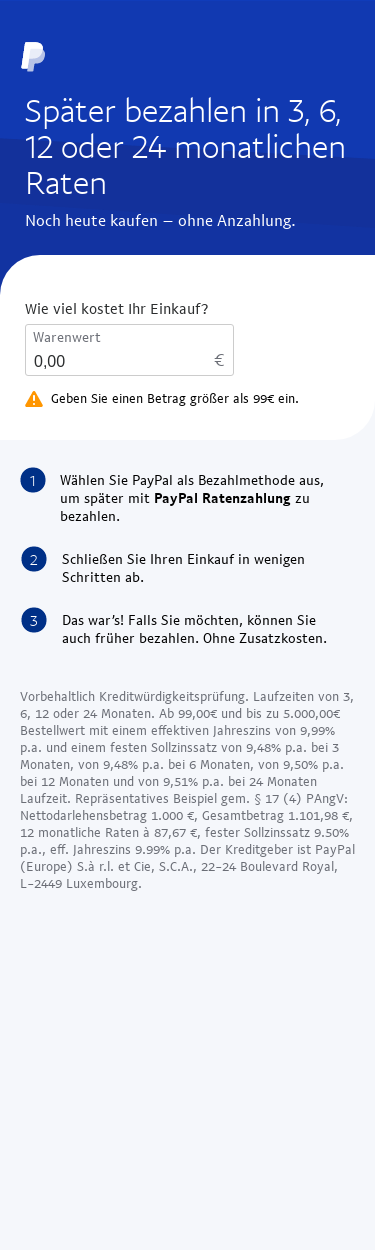 Später bezahlen in 3, 6,
12 oder 24 monatlichen
Raten
Noch heute kaufen – ohne Anzahlung.
Wie viel kostet Ihr Einkauf?
Warenwert
0,00 €
Geben Sie einen Betrag größer als 99€ ein.
1 Wählen Sie PayPal als Bezahlmethode aus,
um später mit PayPal Ratenzahlung zu
bezahlen.
2 Schließen Sie Ihren Einkauf in wenigen
Schritten ab.
3 Das war’s! Falls Sie möchten, können Sie
auch früher bezahlen. Ohne Zusatzkosten.
Vorbehaltlich Kreditwürdigkeitsprüfung. Laufzeiten von 3,
6, 12 oder 24 Monaten. Ab 99,00€ und bis zu 5.000,00€
Bestellwert mit einem effektiven Jahreszins von 9,99%
p.a. und einem festen Sollzinssatz von 9,48% p.a. bei 3
Monaten, von 9,48% p.a. bei 6 Monaten, von 9,50% p.a.
bei 12 Monaten und von 9,51% p.a. bei 24 Monaten
Laufzeit. Repräsentatives Beispiel gem. § 17 (4) PAngV:
Nettodarlehensbetrag 1.000 €, Gesamtbetrag 1.101,98 €,
12 monatliche Raten à 87,67 €, fester Sollzinssatz 9.50%
p.a., eff. Jahreszins 9.99% p.a. Der Kreditgeber ist PayPal
(Europe) S.à r.l. et Cie, S.C.A., 22-24 Boulevard Royal,
L-2449 Luxembourg.